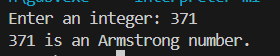 Enter an integer: 371
371 is an Armstrong number.